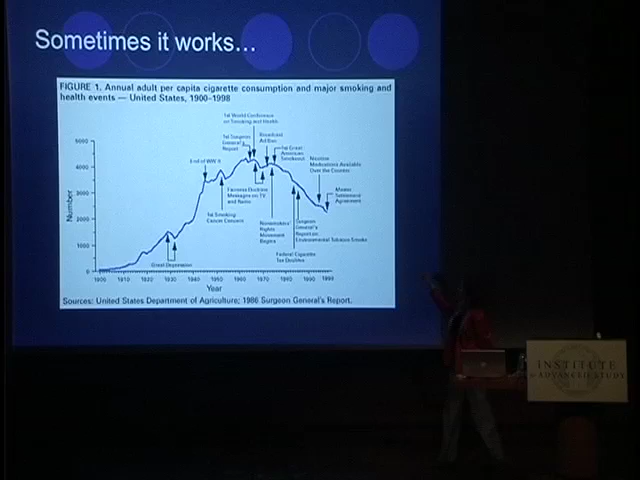 Sometimes it works...
FIGURE 1. Annual adult per capita cigarette consumption and major smoking and
health events — United States, 1900–1998
1st World Conference
on Smoking and Health
1st Surgeon
General's
Report
Broadcast
Ad Ban
1st Great
American
Smokeout
End of WW II
Nicotine
Medications Available
Over the Counter
Master
Settlement
Agreement
Fairness Doctrine
Messages on TV
and Radio
1st Smoking
Cancer Concern
Nonsmokers'
Rights
Movement
Begins
Surgeon
General's
Report on
Environmental Tobacco Smoke
Federal Cigarette
Tax Doubles
Great Depression
Number
5000
4000
3000
2000
1000
0
1900 1910 1920 1930 1940 1950 1960 1970 1980 1990 1998
Year
Sources: United States Department of Agriculture; 1986 Surgeon General's Report.
INSTITUTE
ADVANCED STUDY